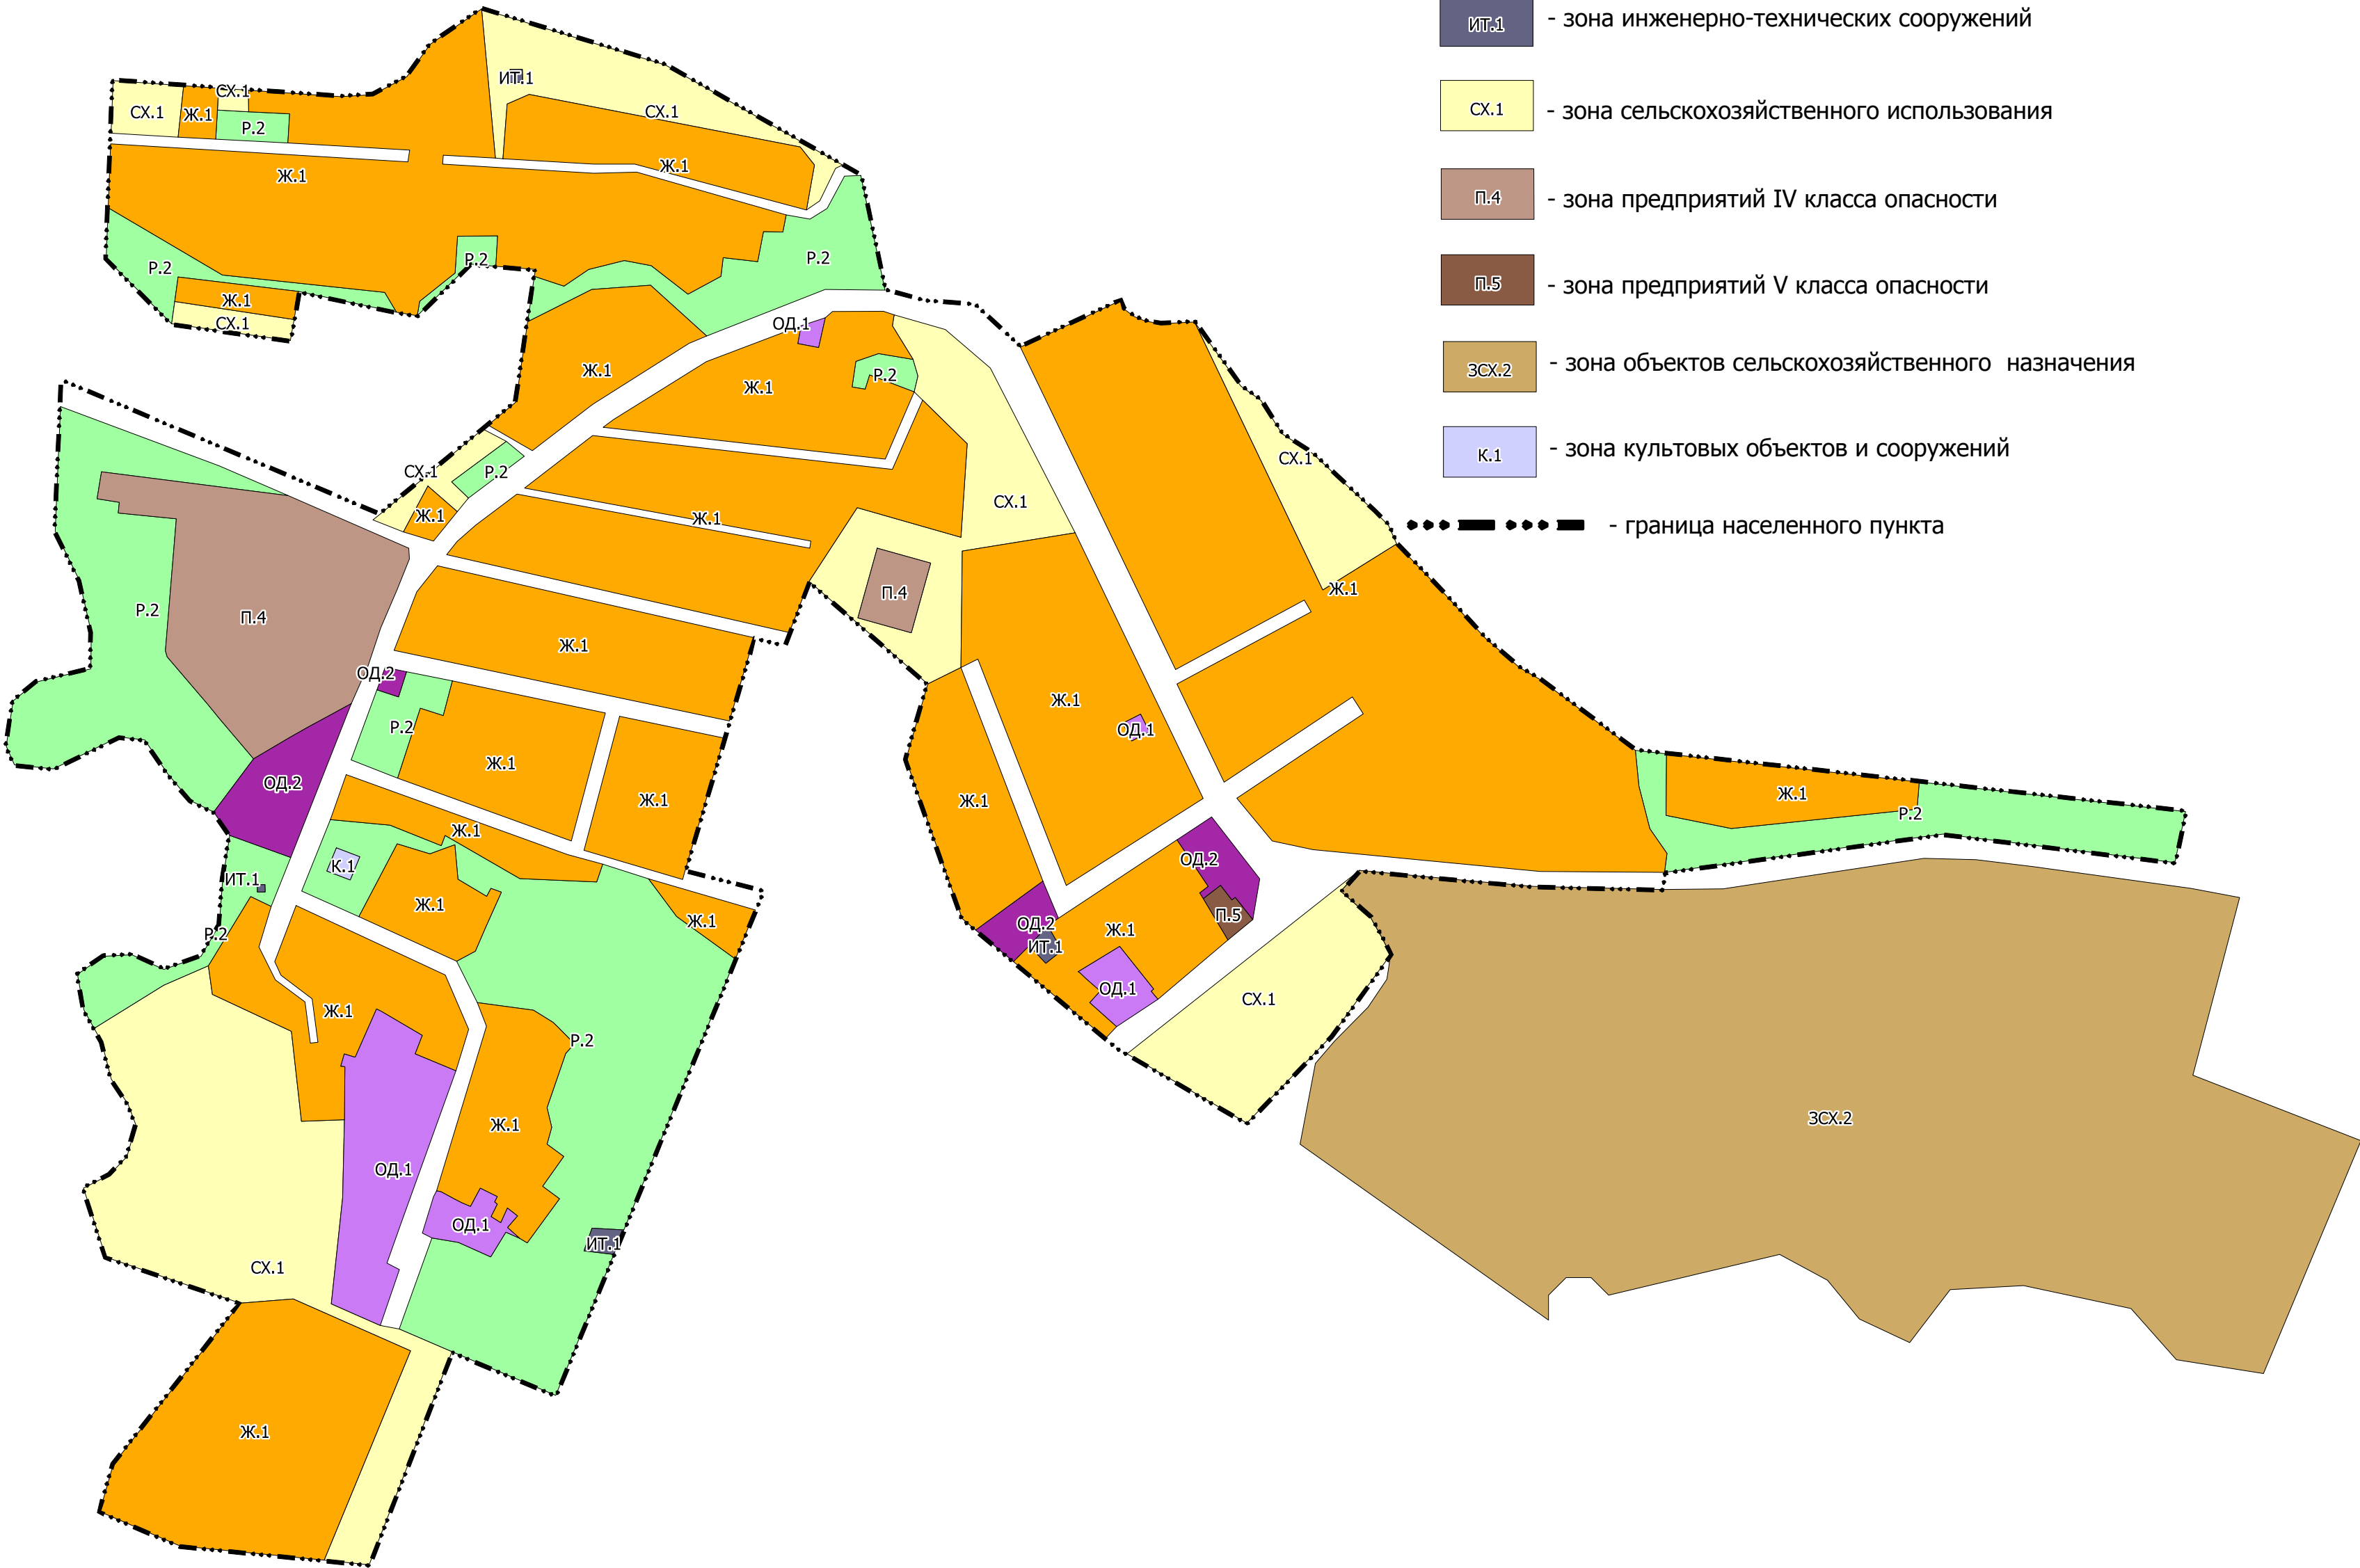 ИТ.1 - зона инженерно-технических сооружений
СХ.1 - зона сельскохозяйственного использования
П.4 - зона предприятий IV класса опасности
П.5 - зона предприятий V класса опасности
ЗСХ.2 - зона объектов сельскохозяйственного назначения
К.1 - зона культовых объектов и сооружений
- граница населенного пункта
ИТ.1
СХ.1
СХ.1
Ж.1
СХ.1
Р.2
Ж.1
Ж.1
Р.2
Р.2
Р.2
Ж.1
СХ.1
ОД.1
Ж.1
Ж.1
Р.2
СХ.1
Р.2
СХ.1
СХ.1
Ж.1
Ж.1
П.4
Ж.1
Р.2
П.4
Ж.1
ОД.2
Ж.1
Р.2
ОД.1
Ж.1
ОД.2
Ж.1
Ж.1
Ж.1
Р.2
Ж.1
ОД.2
К.1
ИТ.1
Ж.1
П.5
Ж.1
ОД.2
Ж.1
Р.2
ИТ.1
ОД.1
СХ.1
Ж.1
Р.2
Ж.1
ЗСХ.2
ОД.1
ОД.1
ИТ.1
СХ.1
Ж.1